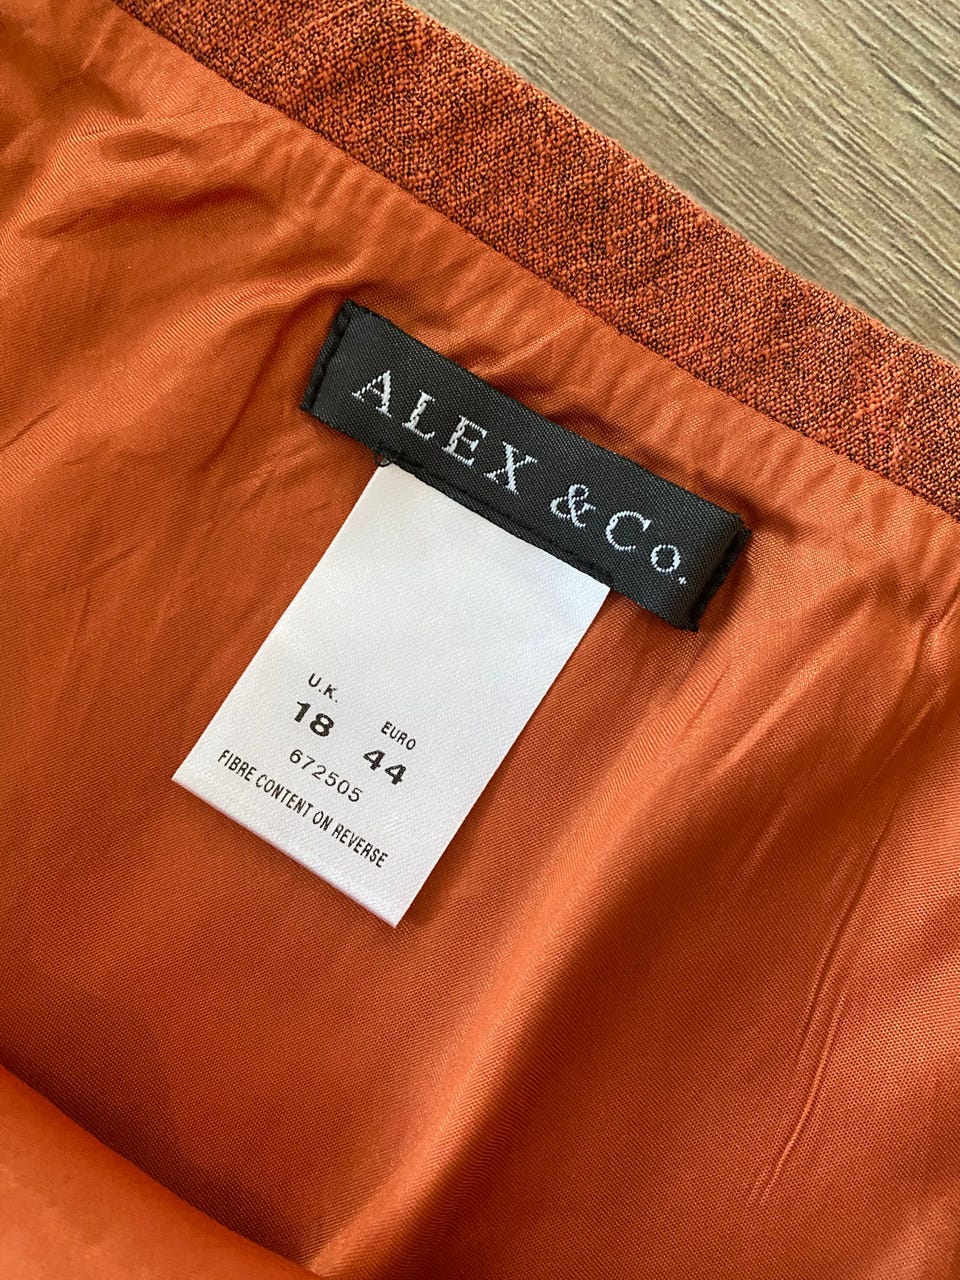 ALEX & Co.
U.K. EURO
18 44
672505
FIBRE CONTENT ON REVERSE